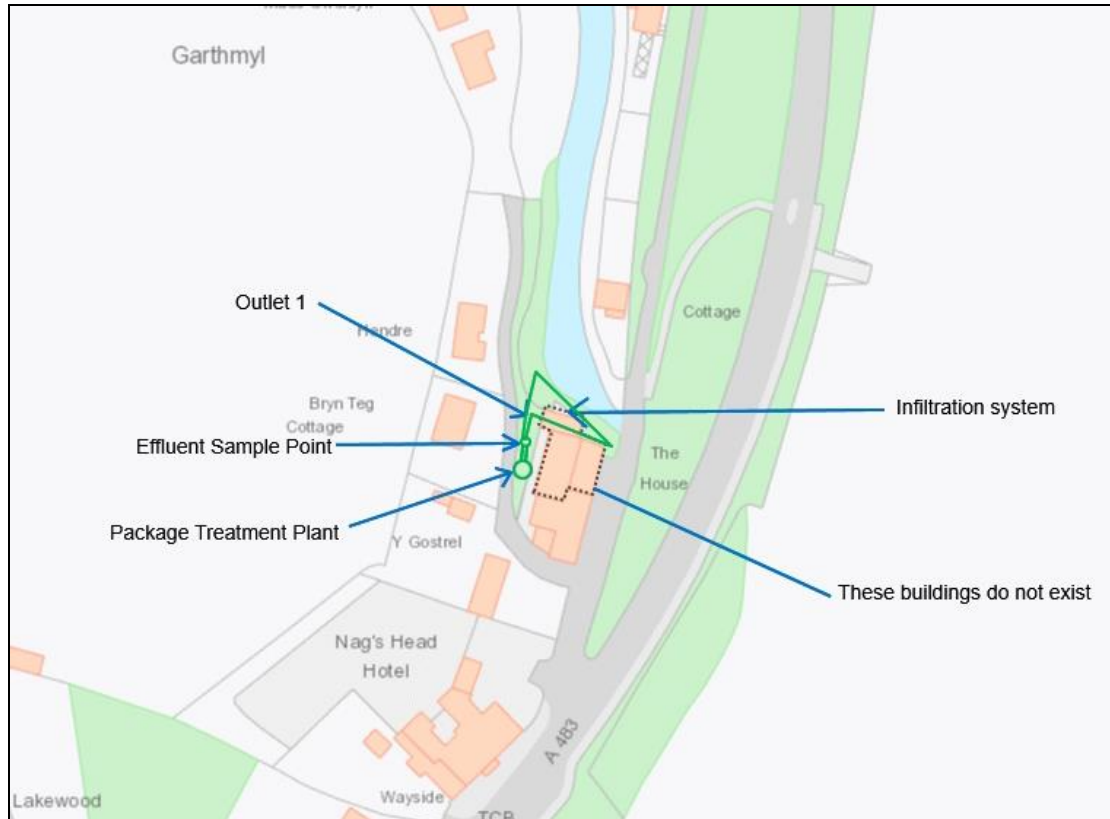 Garthmyl
Outlet 1
Hendre
Cottage
Bryn Teg
Cottage
Infiltration system
Effluent Sample Point
The
House
Package Treatment Plant
Y Gostrel
These buildings do not exist
Nag's Head
Hotel
A 483
Lakewood
Wayside
TCB